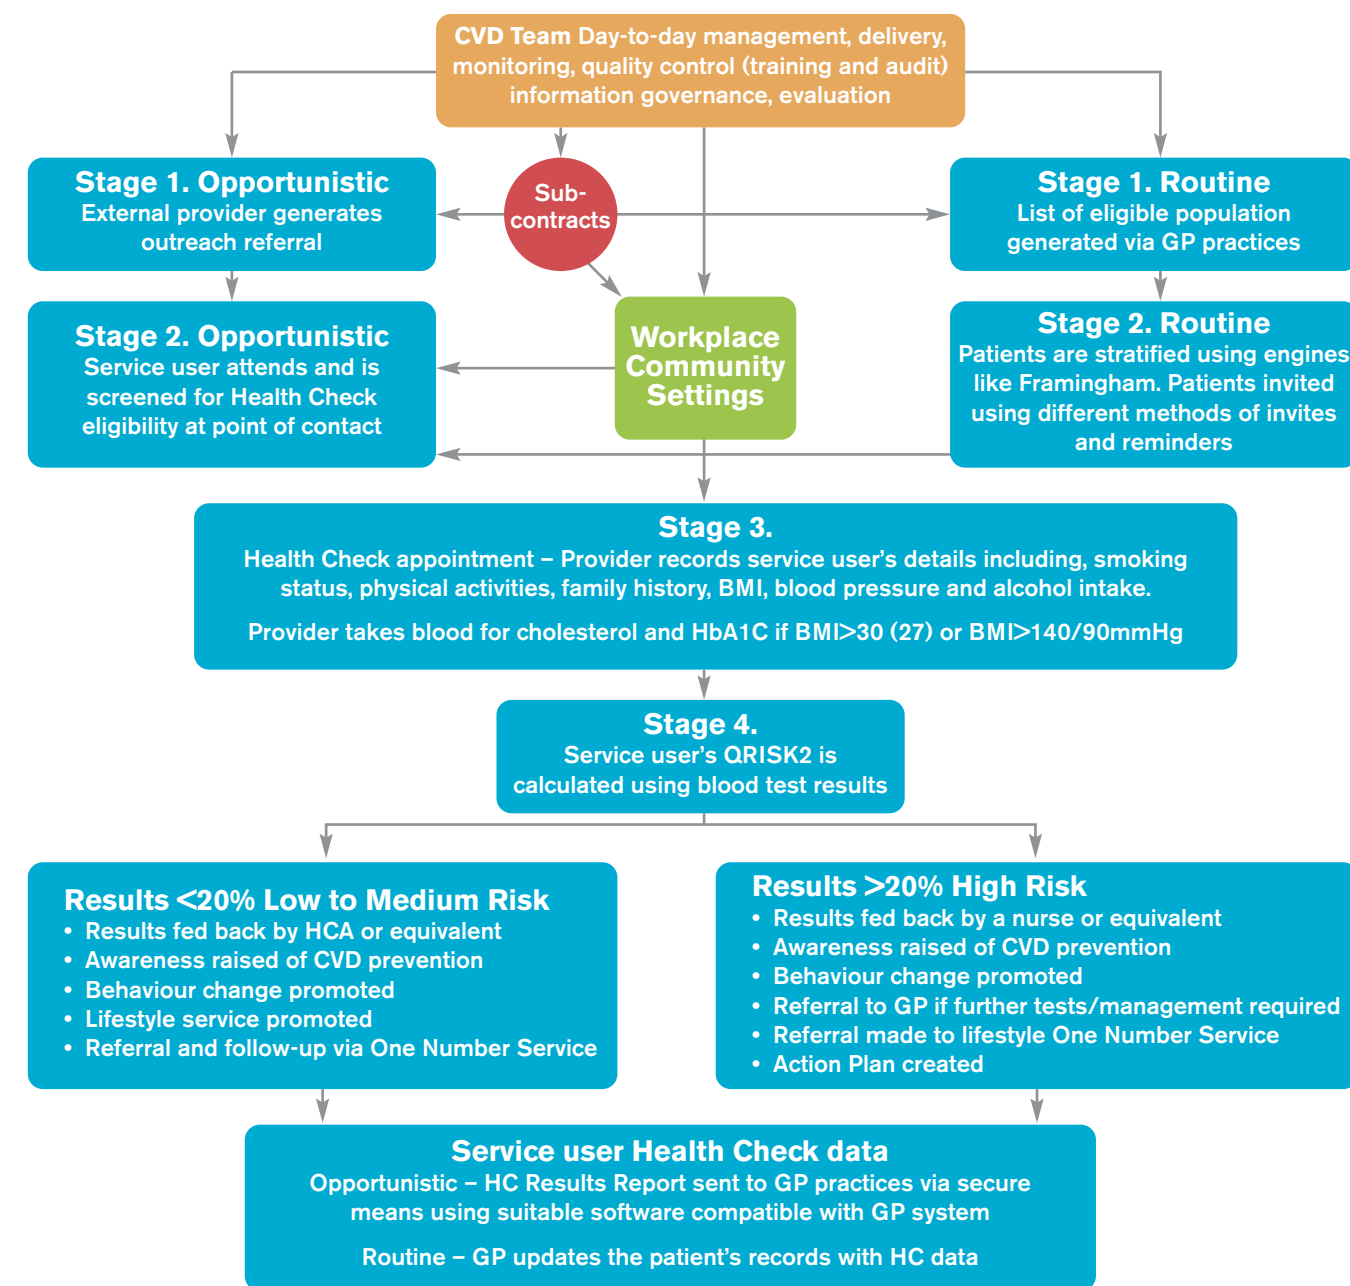 CVD Team Day-to-day management, delivery,
monitoring, quality control (training and audit)
information governance, evaluation
Stage 1. Opportunistic
External provider generates
outreach referral
Sub-
contracts
Stage 1. Routine
List of eligible population
generated via GP practices
Stage 2. Opportunistic
Service user attends and is
screened for Health Check
eligibility at point of contact
Workplace
Community
Settings
Stage 2. Routine
Patients are stratified using engines
like Framingham. Patients invited
using different methods of invites
and reminders
Stage 3.
Health Check appointment – Provider records service user's details including, smoking
status, physical activities, family history, BMI, blood pressure and alcohol intake.
Provider takes blood for cholesterol and HbA1C if BMI>30 (27) or BMI>140/90mmHg
Stage 4.
Service user's QRISK2 is
calculated using blood test results
Results <20% Low to Medium Risk
• Results fed back by HCA or equivalent
• Awareness raised of CVD prevention
• Behaviour change promoted
• Lifestyle service promoted
• Referral and follow-up via One Number Service
Results >20% High Risk
• Results fed back by a nurse or equivalent
• Awareness raised of CVD prevention
• Behaviour change promoted
• Referral to GP if further tests/management required
• Referral made to lifestyle One Number Service
• Action Plan created
Service user Health Check data
Opportunistic – HC Results Report sent to GP practices via secure
means using suitable software compatible with GP system
Routine – GP updates the patient's records with HC data